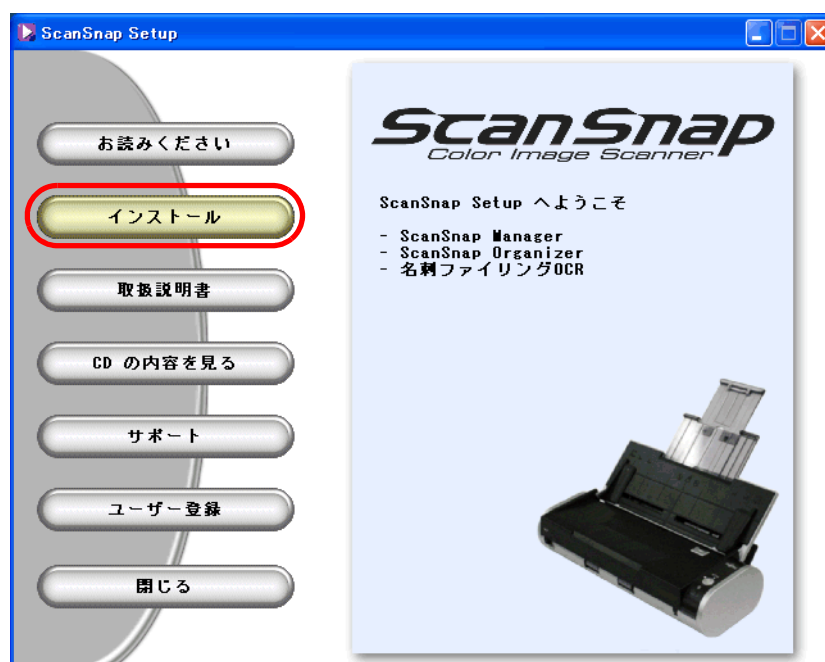 ScanSnap Setup
お読みください
インストール
取扱説明書
CD の内容を見る
サポート
ユーザー登録
閉じる
ScanSnap
Color Image Scanner
ScanSnap Setup へようこそ
- ScanSnap Manager
- ScanSnap Organizer
- 名刺ファイリングOCR